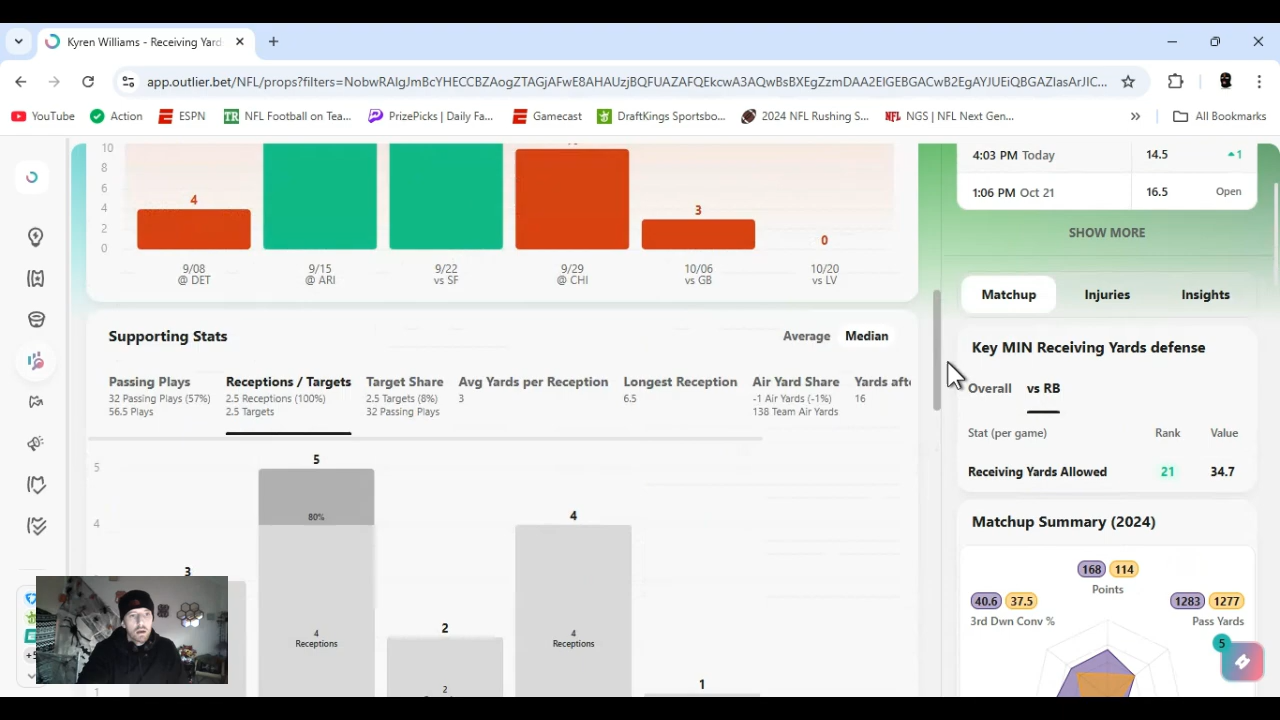 Kyren Williams - Receiving Yard
YouTube
Action
ESPN
NFL Football on Tea...
PrizePicks | Daily Fa...
Gamecast
DraftKings Sportsbo...
2024 NFL Rushing S...
NGS | NFL Next Gen...
All Bookmarks
10
8
6
4
2
0
4
3
0
9/08
@ DET
9/15
@ ARI
9/22
vs SF
9/29
@ CHI
10/06
vs GB
10/20
vs LV
4:03 PM Today 14.5 1
1:06 PM Oct 21 16.5 Open
SHOW MORE
Matchup Injuries Insights
Supporting Stats Average Median
Passing Plays
32 Passing Plays (57%)
56.5 Plays
Receptions / Targets
2.5 Receptions (100%)
2.5 Targets
Target Share
2.5 Targets (8%)
32 Passing Plays
Avg Yards per Reception
3
Longest Reception
6.5
Air Yard Share
-1 Air Yards (-1%)
138 Team Air Yards
Yards aft
16
5
4
1
3
5
80%
4
Receptions
2
2
4
4
Receptions
1
Key MIN Receiving Yards defense
Overall vs RB
Stat (per game) Rank Value
Receiving Yards Allowed 21 34.7
Matchup Summary (2024)
168 114
Points
40.6 37.5
3rd Dwn Conv %
1283 1277
Pass Yards
5